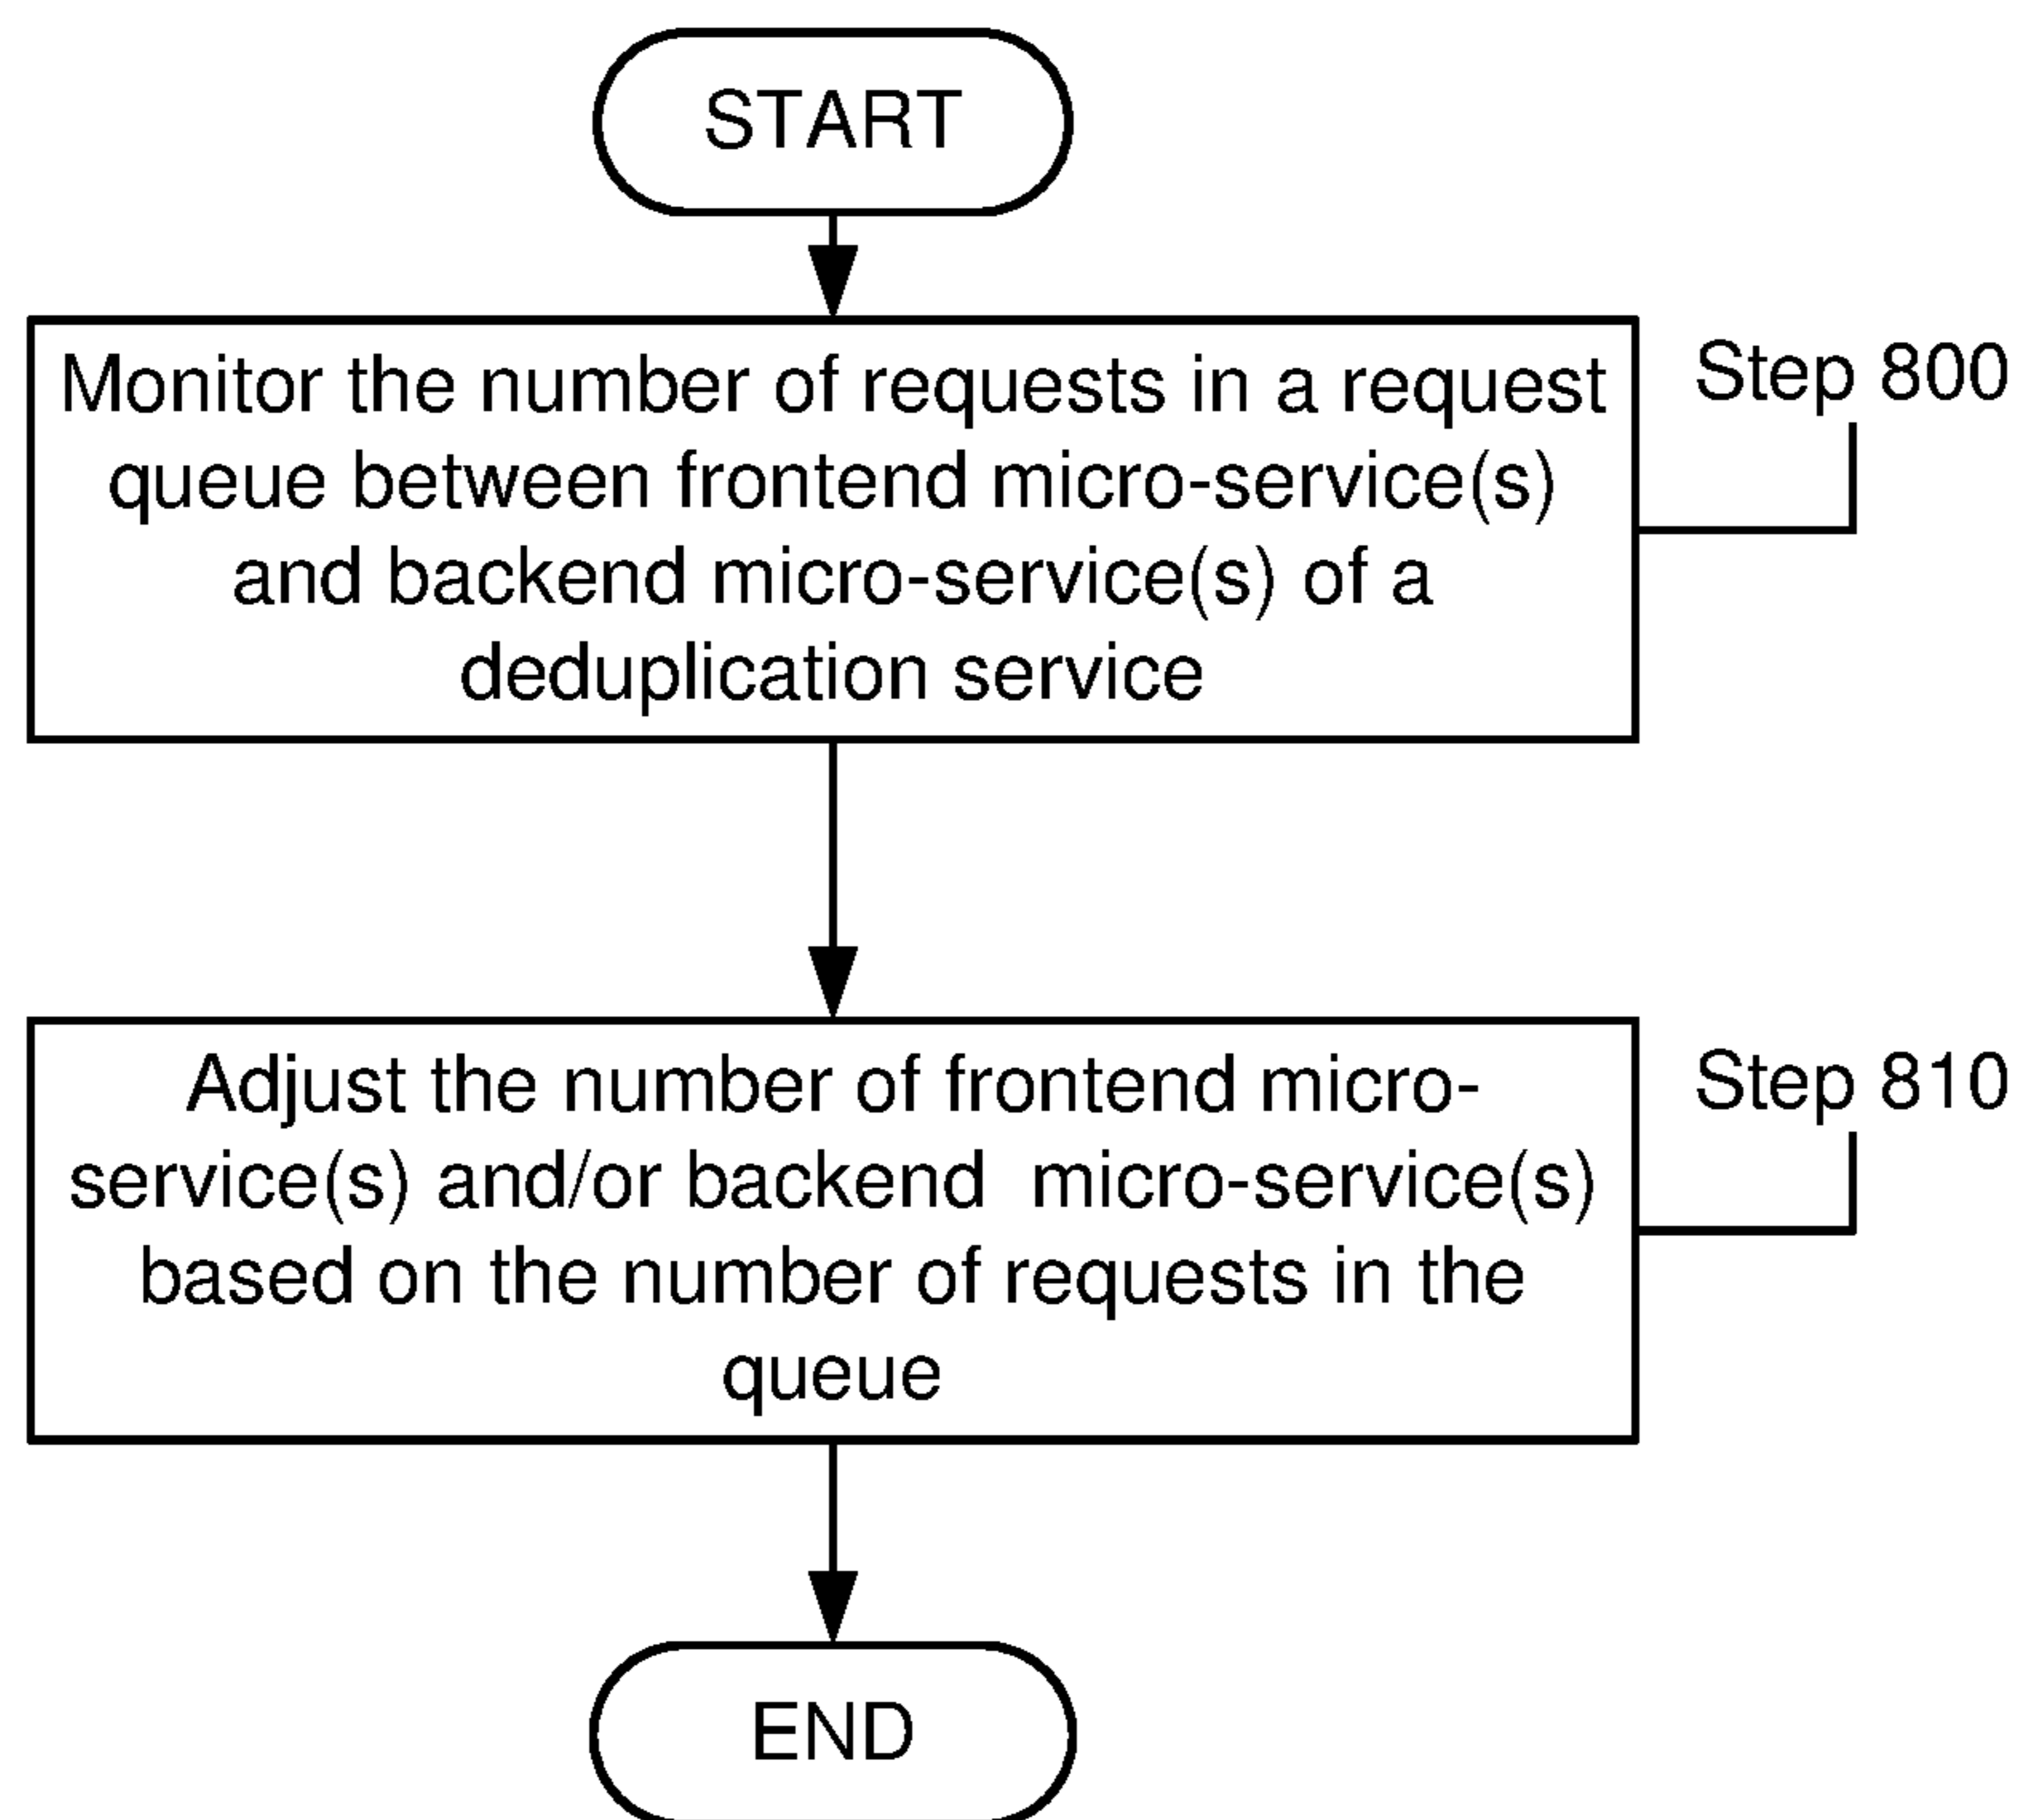 START
Monitor the number of requests in a request
queue between frontend micro-service(s)
and backend micro-service(s) of a
deduplication service
Step 800
Adjust the number of frontend micro-
service(s) and/or backend  micro-service(s)
based on the number of requests in the
queue
Step 810
END